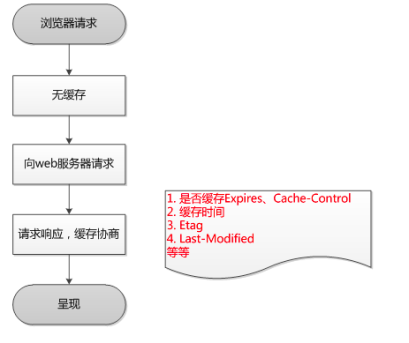 浏览器请求
无缓存
向web服务器请求
请求响应，缓存协商
呈现
1. 是否缓存Expires、Cache-Control
2. 缓存时间
3. Etag
4. Last-Modified
等等